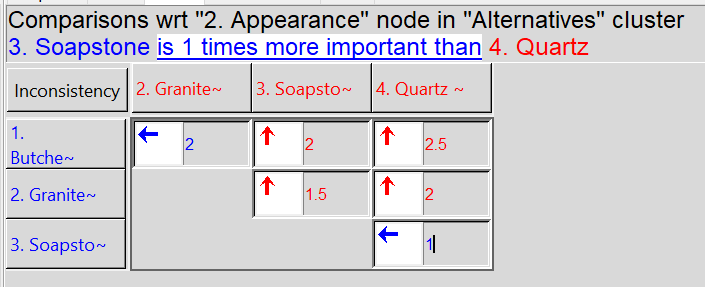 Comparisons wrt "2. Appearance" node in "Alternatives" cluster
3. Soapstone is 1 times more important than 4. Quartz
Inconsistency 2. Granite~ 3. Soapsto~ 4. Quartz ~
1.
Butche~ 2 2 2.5
2. Granite~ 1.5 2
3. Soapsto~ 1